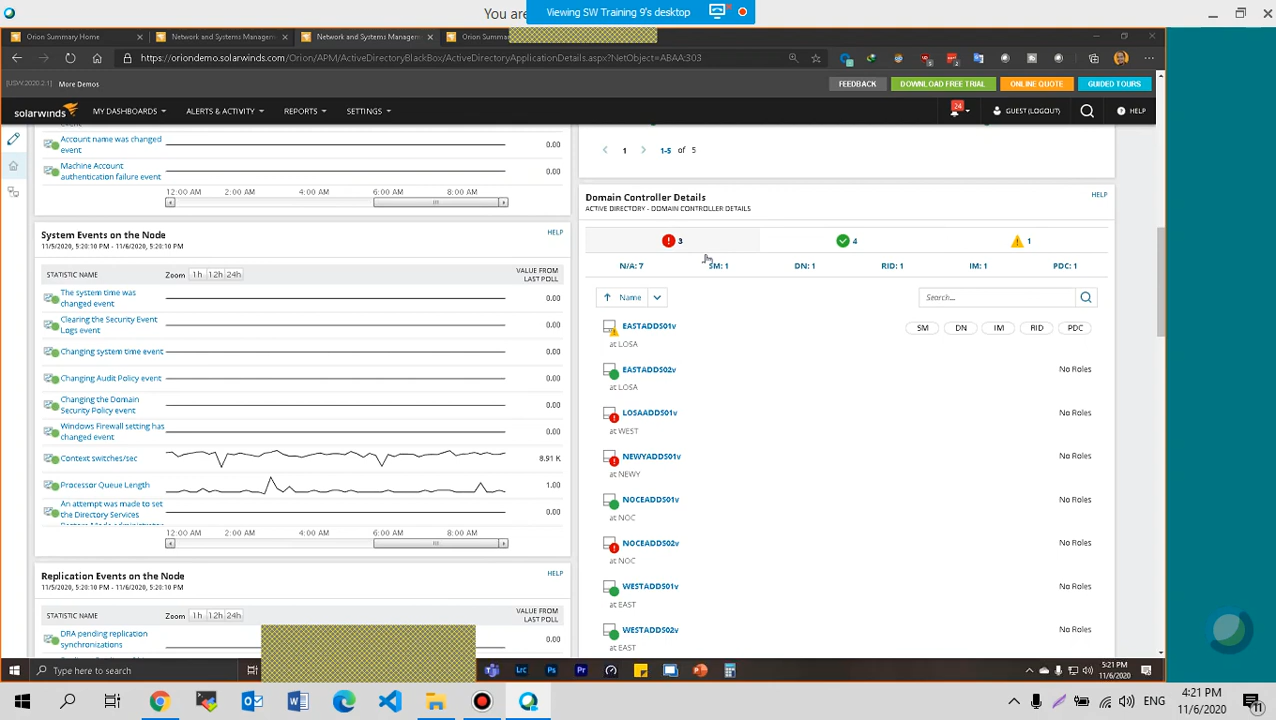 You are
Viewing SW Training 9's desktop
Orion Summary Home
Network and Systems Manage
Network and Systems Manage
Orion Summa
https://oriondemo.solarwinds.com/Orion/APM/ActiveDirectoryBlackBox/ActiveDirectoryApplicationDetails.aspx?NetObject=ABAA:303
More Demos
FEEDBACK
DOWNLOAD FREE TRIAL
ONLINE QUOTE
GUIDED TOURS
solarwinds
MY DASHBOARDS
ALERTS & ACTIVITY
REPORTS
SETTINGS
24
GUEST (LOGOUT)
HELP
Account name was changed
event
0.00
Machine Account
authentication failure event
0.00
12:00 AM 2:00 AM 6:00 AM 8:00 AM
1
1-5 of 5
System Events on the Node
HELP
11/5/2020, 5:20:10 PM - 11/6/2020, 5:20:10 PM
STATISTIC NAME
Zoom 1h 12h 24h
VALUE FROM
LAST POLL
The system time was
changed event
0.00
Clearing the Security Event
Logs event
0.00
Changing system time event
0.00
Changing Audit Policy event
0.00
Changing the Domain
Security Policy event
0.00
Windows Firewall setting has
changed event
0.00
Context switches/sec
8.91 K
Processor Queue Length
1.00
An attempt was made to set
the Directory Services
0.00
12:00 AM 2:00 AM 6:00 AM 8:00 AM
Replication Events on the Node
HELP
11/5/2020, 5:20:10 PM - 11/6/2020, 5:20:10 PM
STATISTIC NAME
Zoom 1h 12h 24h
VALUE FROM
LAST POLL
DRA pending replication
synchronizations
0.00
Domain Controller Details
HELP
ACTIVE DIRECTORY - DOMAIN CONTROLLER DETAILS
3
4
1
N/A: 7
SM: 1
DN: 1
RID: 1
IM: 1
PDC: 1
Name
Search...
EASTADDS01v
SM DN IM RID PDC
at LOSA
EASTADDS02v
No Roles
at LOSA
LOSAADDS01v
No Roles
at WEST
NEWYADDS01v
No Roles
at NEWY
NOCEADDS01v
No Roles
at NOC
NOCEADDS02v
No Roles
at NOC
WESTADDS01v
No Roles
at EAST
WESTADDS02v
No Roles
at EAST
Type here to search
5:21 PM
11/6/2020
ENG
4:21 PM
11/6/2020